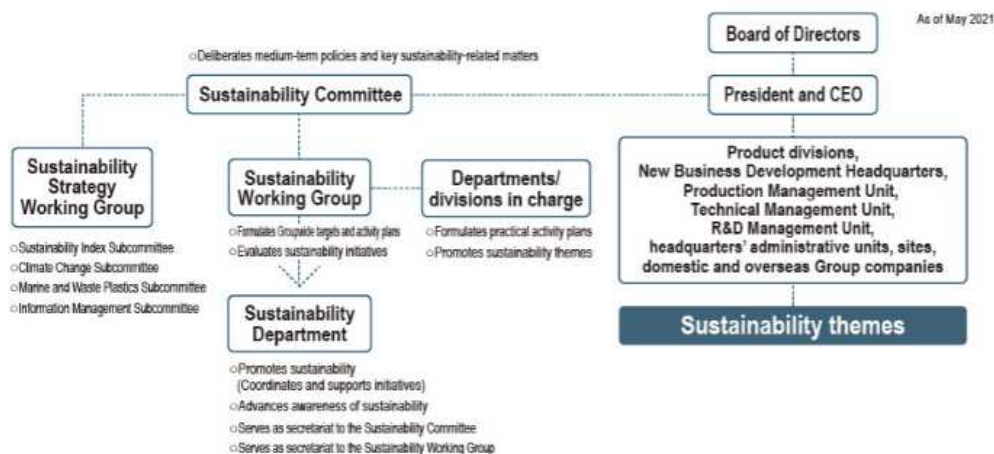 As of May 2021
Board of Directors
○Deliberates medium-term policies and key sustainability-related matters
Sustainability Committee
President and CEO
Sustainability
Strategy
Working Group
○Sustainability Index Subcommittee
○Climate Change Subcommittee
○Marine and Waste Plastics Subcommittee
○Information Management Subcommittee
Sustainability
Working Group
○Formulates Groupwide targets and activity plans
○Evaluates sustainability initiatives
Departments/
divisions in charge
○Formulates practical activity plans
○Promotes sustainability themes
Product divisions,
New Business Development Headquarters,
Production Management Unit,
Technical Management Unit,
R&D Management Unit,
headquarters' administrative units, sites,
domestic and overseas Group companies
Sustainability themes
Sustainability
Department
○Promotes sustainability
(Coordinates and supports initiatives)
○Advances awareness of sustainability
○Serves as secretariat to the Sustainability Committee
○Serves as secretariat to the Sustainability Working Group